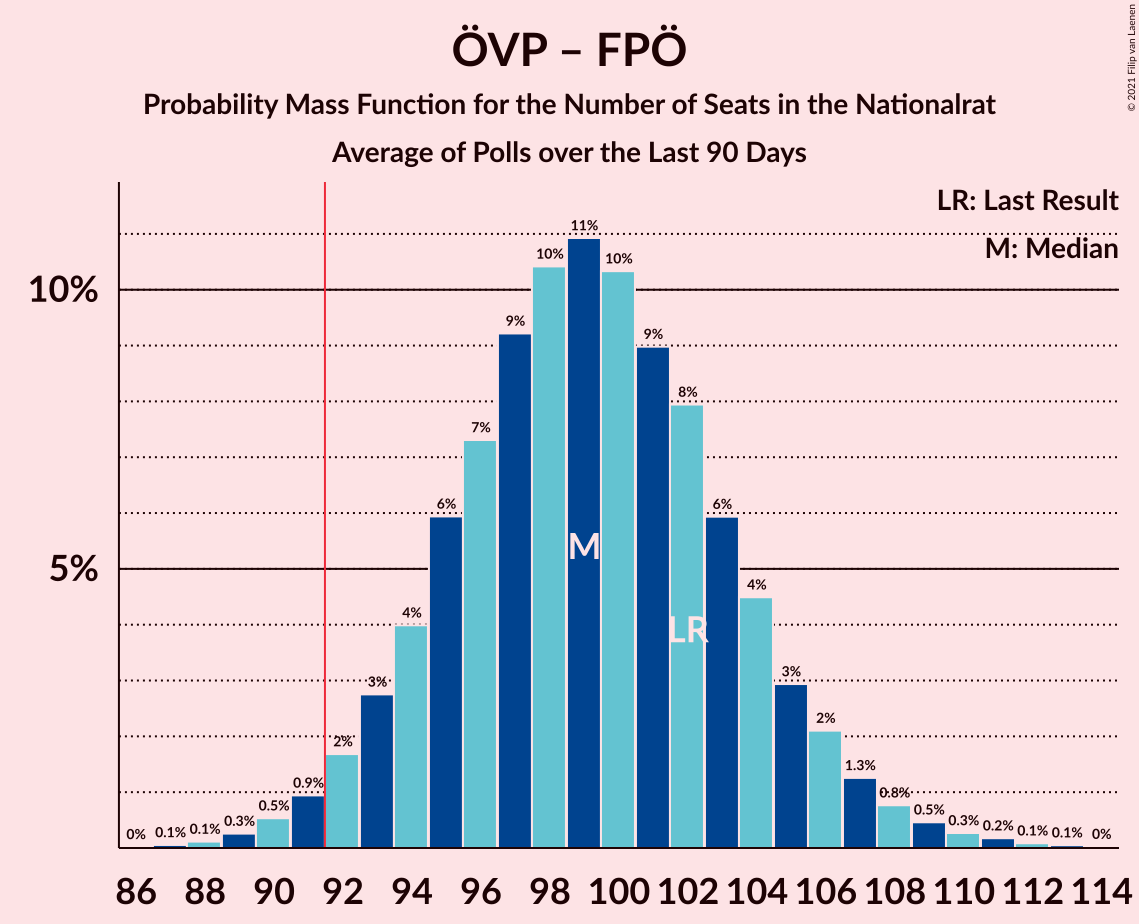 ÖVP – FPÖ
Probability Mass Function for the Number of Seats in the Nationalrat
Average of Polls over the Last 90 Days
© 2021 Filip van Laenen
LR: Last Result
M: Median
10%
5%
0% 0.1% 0.1% 0.3% 0.5% 0.9% 2% 3% 4% 6% 7% 9% 10% 11% 10% 9% 8% 6% 4% 3% 2% 1.3% 0.8% 0.5% 0.3% 0.2% 0.1% 0.1% 0%
M
LR
86 88 90 92 94 96 98 100 102 104 106 108 110 112 114